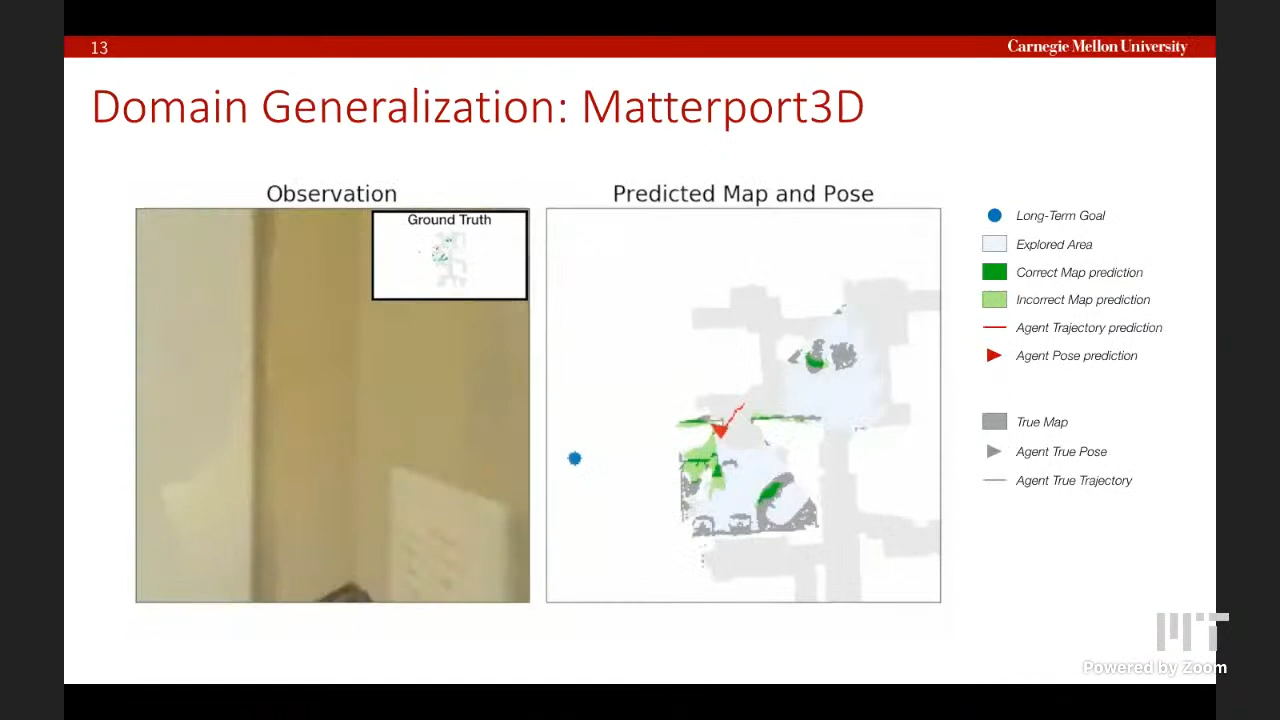 13
Carnegie Mellon University
Domain Generalization: Matterport3D
Observation
Predicted Map and Pose
Ground Truth
Long-Term Goal
Explored Area
Correct Map prediction
Incorrect Map prediction
Agent Trajectory prediction
Agent Pose prediction
True Map
Agent True Pose
Agent True Trajectory
MIT
Powered by Zoom